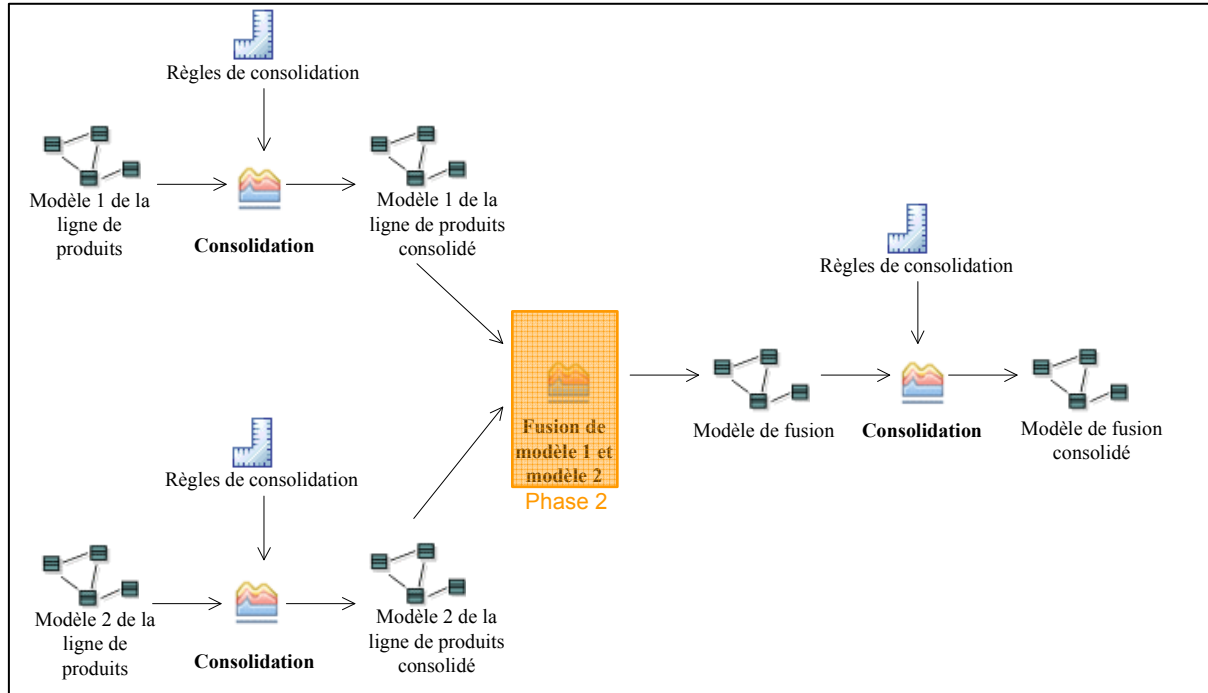 Règles de consolidation
Modèle 1 de la
ligne de
produits
Consolidation
Modèle 1 de la
ligne de produits
consolidé
Règles de consolidation
Fusion de
modèle 1 et
modèle 2
Phase 2
Modèle de fusion
Consolidation
Modèle de fusion
consolidé
Règles de consolidation
Modèle 2 de la
ligne de
produits
Consolidation
Modèle 2 de la
ligne de produits
consolidé